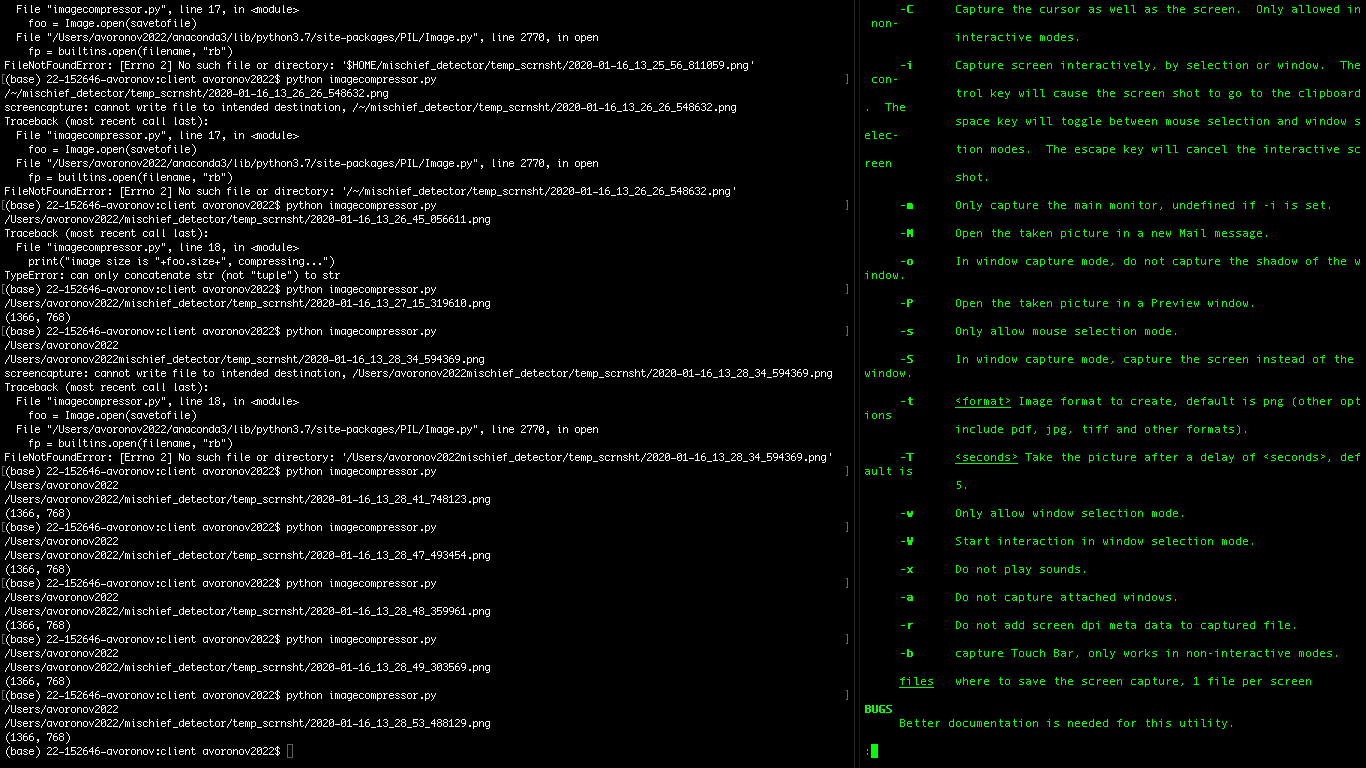 File "imagecompressor.py", line 17, in <module>
    foo = Image.open(savetofile)
  File "/Users/avoronov2022/anaconda3/lib/python3.7/site-packages/PIL/Image.py", line 2770, in open
    fp = builtins.open(filename, "rb")
FileNotFoundError: [Errno 2] No such file or directory: '$HOME/mischief_detector/temp_scrnsht/2020-01-16_13_25_56_811059.png'
[(base) 22-152646-avoronov:client avoronov2022$ python imagecompressor.py ]
/~/mischief_detector/temp_scrnsht/2020-01-16_13_26_26_548632.png
screencapture: cannot write file to intended destination, /~/mischief_detector/temp_scrnsht/2020-01-16_13_26_26_548632.png
Traceback (most recent call last):
  File "imagecompressor.py", line 17, in <module>
    foo = Image.open(savetofile)
  File "/Users/avoronov2022/anaconda3/lib/python3.7/site-packages/PIL/Image.py", line 2770, in open
    fp = builtins.open(filename, "rb")
FileNotFoundError: [Errno 2] No such file or directory: '/~/mischief_detector/temp_scrnsht/2020-01-16_13_26_26_548632.png'
[(base) 22-152646-avoronov:client avoronov2022$ python imagecompressor.py ]
/Users/avoronov2022/mischief_detector/temp_scrnsht/2020-01-16_13_26_45_056611.png
Traceback (most recent call last):
  File "imagecompressor.py", line 18, in <module>
    print("image size is "+foo.size+", compressing...")
TypeError: can only concatenate str (not "tuple") to str
[(base) 22-152646-avoronov:client avoronov2022$ python imagecompressor.py ]
/Users/avoronov2022/mischief_detector/temp_scrnsht/2020-01-16_13_27_15_319610.png
(1366, 768)
[(base) 22-152646-avoronov:client avoronov2022$ python imagecompressor.py ]
/Users/avoronov2022
/Users/avoronov2022mischief_detector/temp_scrnsht/2020-01-16_13_28_34_594369.png
screencapture: cannot write file to intended destination, /Users/avoronov2022mischief_detector/temp_scrnsht/2020-01-16_13_28_34_594369.png
Traceback (most recent call last):
  File "imagecompressor.py", line 18, in <module>
    foo = Image.open(savetofile)
  File "/Users/avoronov2022/anaconda3/lib/python3.7/site-packages/PIL/Image.py", line 2770, in open
    fp = builtins.open(filename, "rb")
FileNotFoundError: [Errno 2] No such file or directory: '/Users/avoronov2022mischief_detector/temp_scrnsht/2020-01-16_13_28_34_594369.png'
[(base) 22-152646-avoronov:client avoronov2022$ python imagecompressor.py ]
/Users/avoronov2022
/Users/avoronov2022/mischief_detector/temp_scrnsht/2020-01-16_13_28_41_748123.png
(1366, 768)
[(base) 22-152646-avoronov:client avoronov2022$ python imagecompressor.py ]
/Users/avoronov2022
/Users/avoronov2022/mischief_detector/temp_scrnsht/2020-01-16_13_28_47_493454.png
(1366, 768)
[(base) 22-152646-avoronov:client avoronov2022$ python imagecompressor.py ]
/Users/avoronov2022
/Users/avoronov2022/mischief_detector/temp_scrnsht/2020-01-16_13_28_48_359961.png
(1366, 768)
[(base) 22-152646-avoronov:client avoronov2022$ python imagecompressor.py ]
/Users/avoronov2022
/Users/avoronov2022/mischief_detector/temp_scrnsht/2020-01-16_13_28_49_303569.png
(1366, 768)
[(base) 22-152646-avoronov:client avoronov2022$ python imagecompressor.py ]
/Users/avoronov2022
/Users/avoronov2022/mischief_detector/temp_scrnsht/2020-01-16_13_28_53_488129.png
(1366, 768)
(base) 22-152646-avoronov:client avoronov2022$
-C      Capture the cursor as well as the screen.  Only allowed in
non-
interactive modes.
-i      Capture screen interactively, by selection or window.  The
con-
trol key will cause the screen shot to go to the clipboard
.  The
space key will toggle between mouse selection and window s
elec-
tion modes.  The escape key will cancel the interactive sc
reen
shot.
-m      Only capture the main monitor, undefined if -i is set.
-M      Open the taken picture in a new Mail message.
-o      In window capture mode, do not capture the shadow of the w
indow.
-P      Open the taken picture in a Preview window.
-s      Only allow mouse selection mode.
-S      In window capture mode, capture the screen instead of the
window.
-t      <format> Image format to create, default is png (other opt
ions
include pdf, jpg, tiff and other formats).
-T      <seconds> Take the picture after a delay of <seconds>, def
ault is
5.
-w      Only allow window selection mode.
-W      Start interaction in window selection mode.
-x      Do not play sounds.
-a      Do not capture attached windows.
-r      Do not add screen dpi meta data to captured file.
-b      capture Touch Bar, only works in non-interactive modes.
files   where to save the screen capture, 1 file per screen
BUGS
Better documentation is needed for this utility.
: